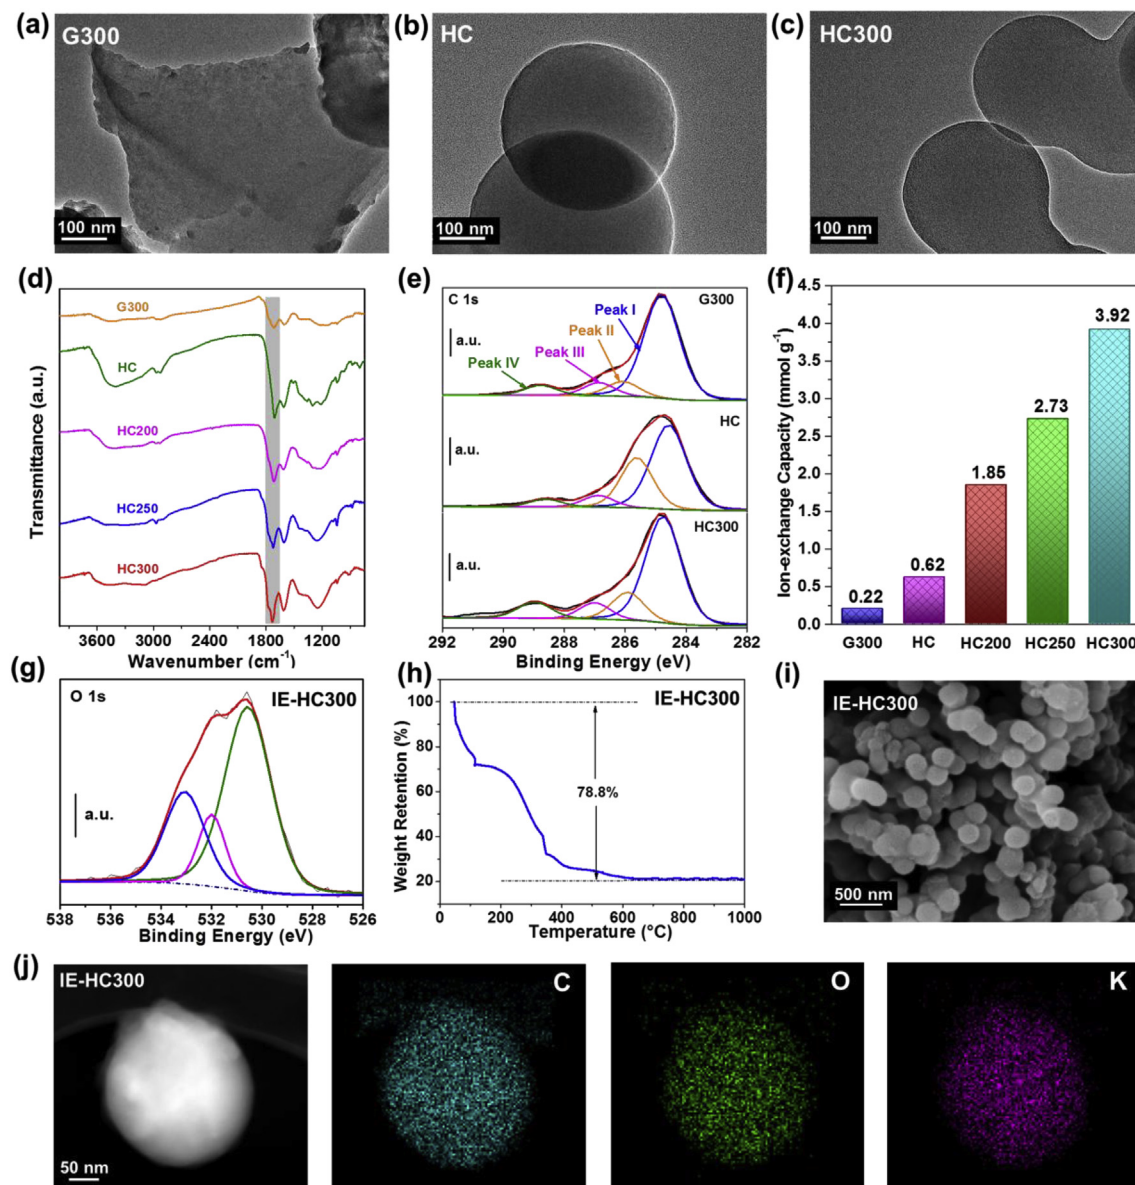 (a)
G300
100 nm
(b)
HC
100 nm
(c)
HC300
100 nm
(d)
G300
HC
HC200
HC250
HC300
Transmittance (a.u.)
3600 3000 2400 1800 1200
Wavenumber (cm⁻¹)
(e)
C 1s
G300
a.u.
Peak I
Peak II
Peak III
Peak IV
HC
a.u.
HC300
a.u.
292 290 288 286 284 282
Binding Energy (eV)
(f)
Ion-exchange Capacity (mmol g⁻¹)
4.5
4.0
3.5
3.0
2.5
2.0
1.5
1.0
0.5
0.0
0.22
0.62
1.85
2.73
3.92
G300 HC HC200 HC250 HC300
(g)
O 1s
IE-HC300
a.u.
538 536 534 532 530 528 526
Binding Energy (eV)
(h)
IE-HC300
Weight Retention (%)
100
80
60
40
20
78.8%
0 200 400 600 800 1000
Temperature (°C)
(i)
IE-HC300
500 nm
(j)
IE-HC300
50 nm
C
O
K